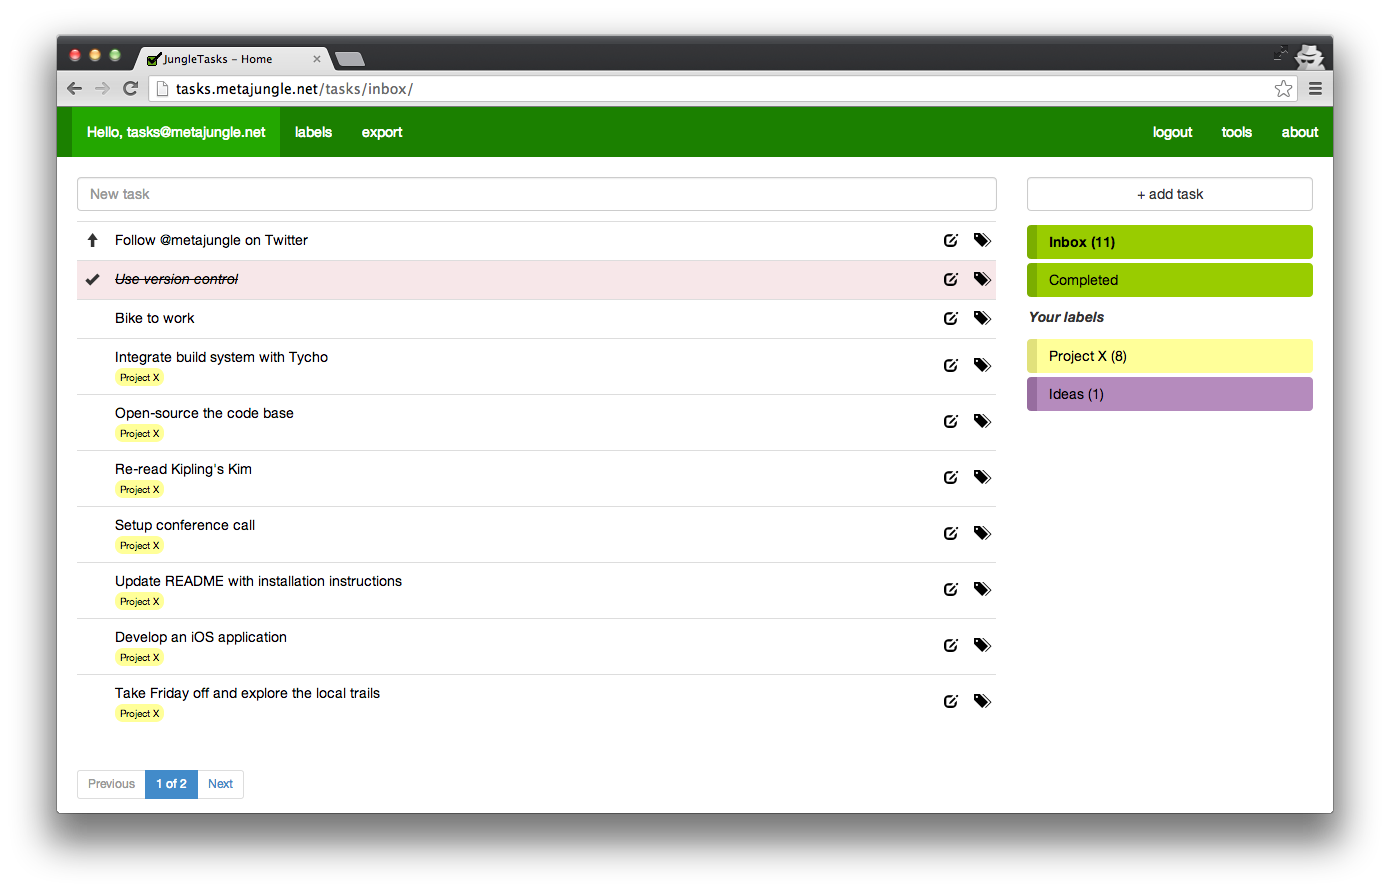 JungleTasks – Home
tasks.metajungle.net/tasks/inbox/
Hello, tasks@metajungle.net labels export logout tools about
New task
+ add task
Follow @metajungle on Twitter
Use version control
Bike to work
Integrate build system with Tycho
Project X
Open-source the code base
Project X
Re-read Kipling's Kim
Project X
Setup conference call
Project X
Update README with installation instructions
Project X
Develop an iOS application
Project X
Take Friday off and explore the local trails
Project X
Previous 1 of 2 Next
Inbox (11)
Completed
Your labels
Project X (8)
Ideas (1)